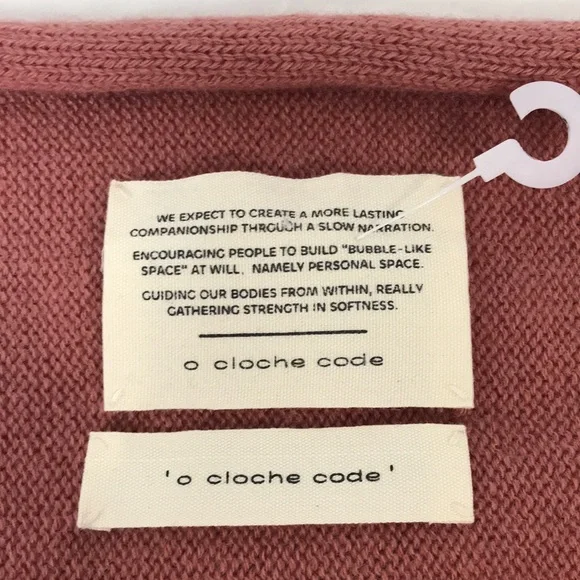 WE EXPECT TO CREATE A MORE LASTING
COMPANIONSHIP THROUGH A SLOW NARRATION.
ENCOURAGING PEOPLE TO BUILD "BUBBLE-LIKE
SPACE" AT WILL, NAMELY PERSONAL SPACE.
GUIDING OUR BODIES FROM WITHIN, REALLY
GATHERING STRENGTH IN SOFTNESS.
o cloche code
'o cloche code'